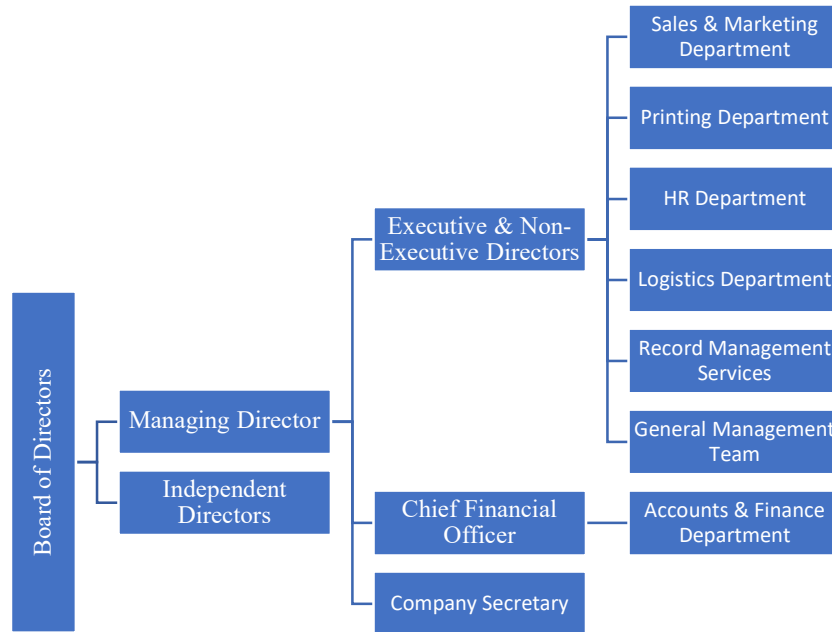 Board of Directors
Managing Director
Independent
Directors
Executive & Non-
Executive Directors
Chief Financial
Officer
Company Secretary
Sales & Marketing
Department
Printing Department
HR Department
Logistics Department
Record Management
Services
General Management
Team
Accounts & Finance
Department